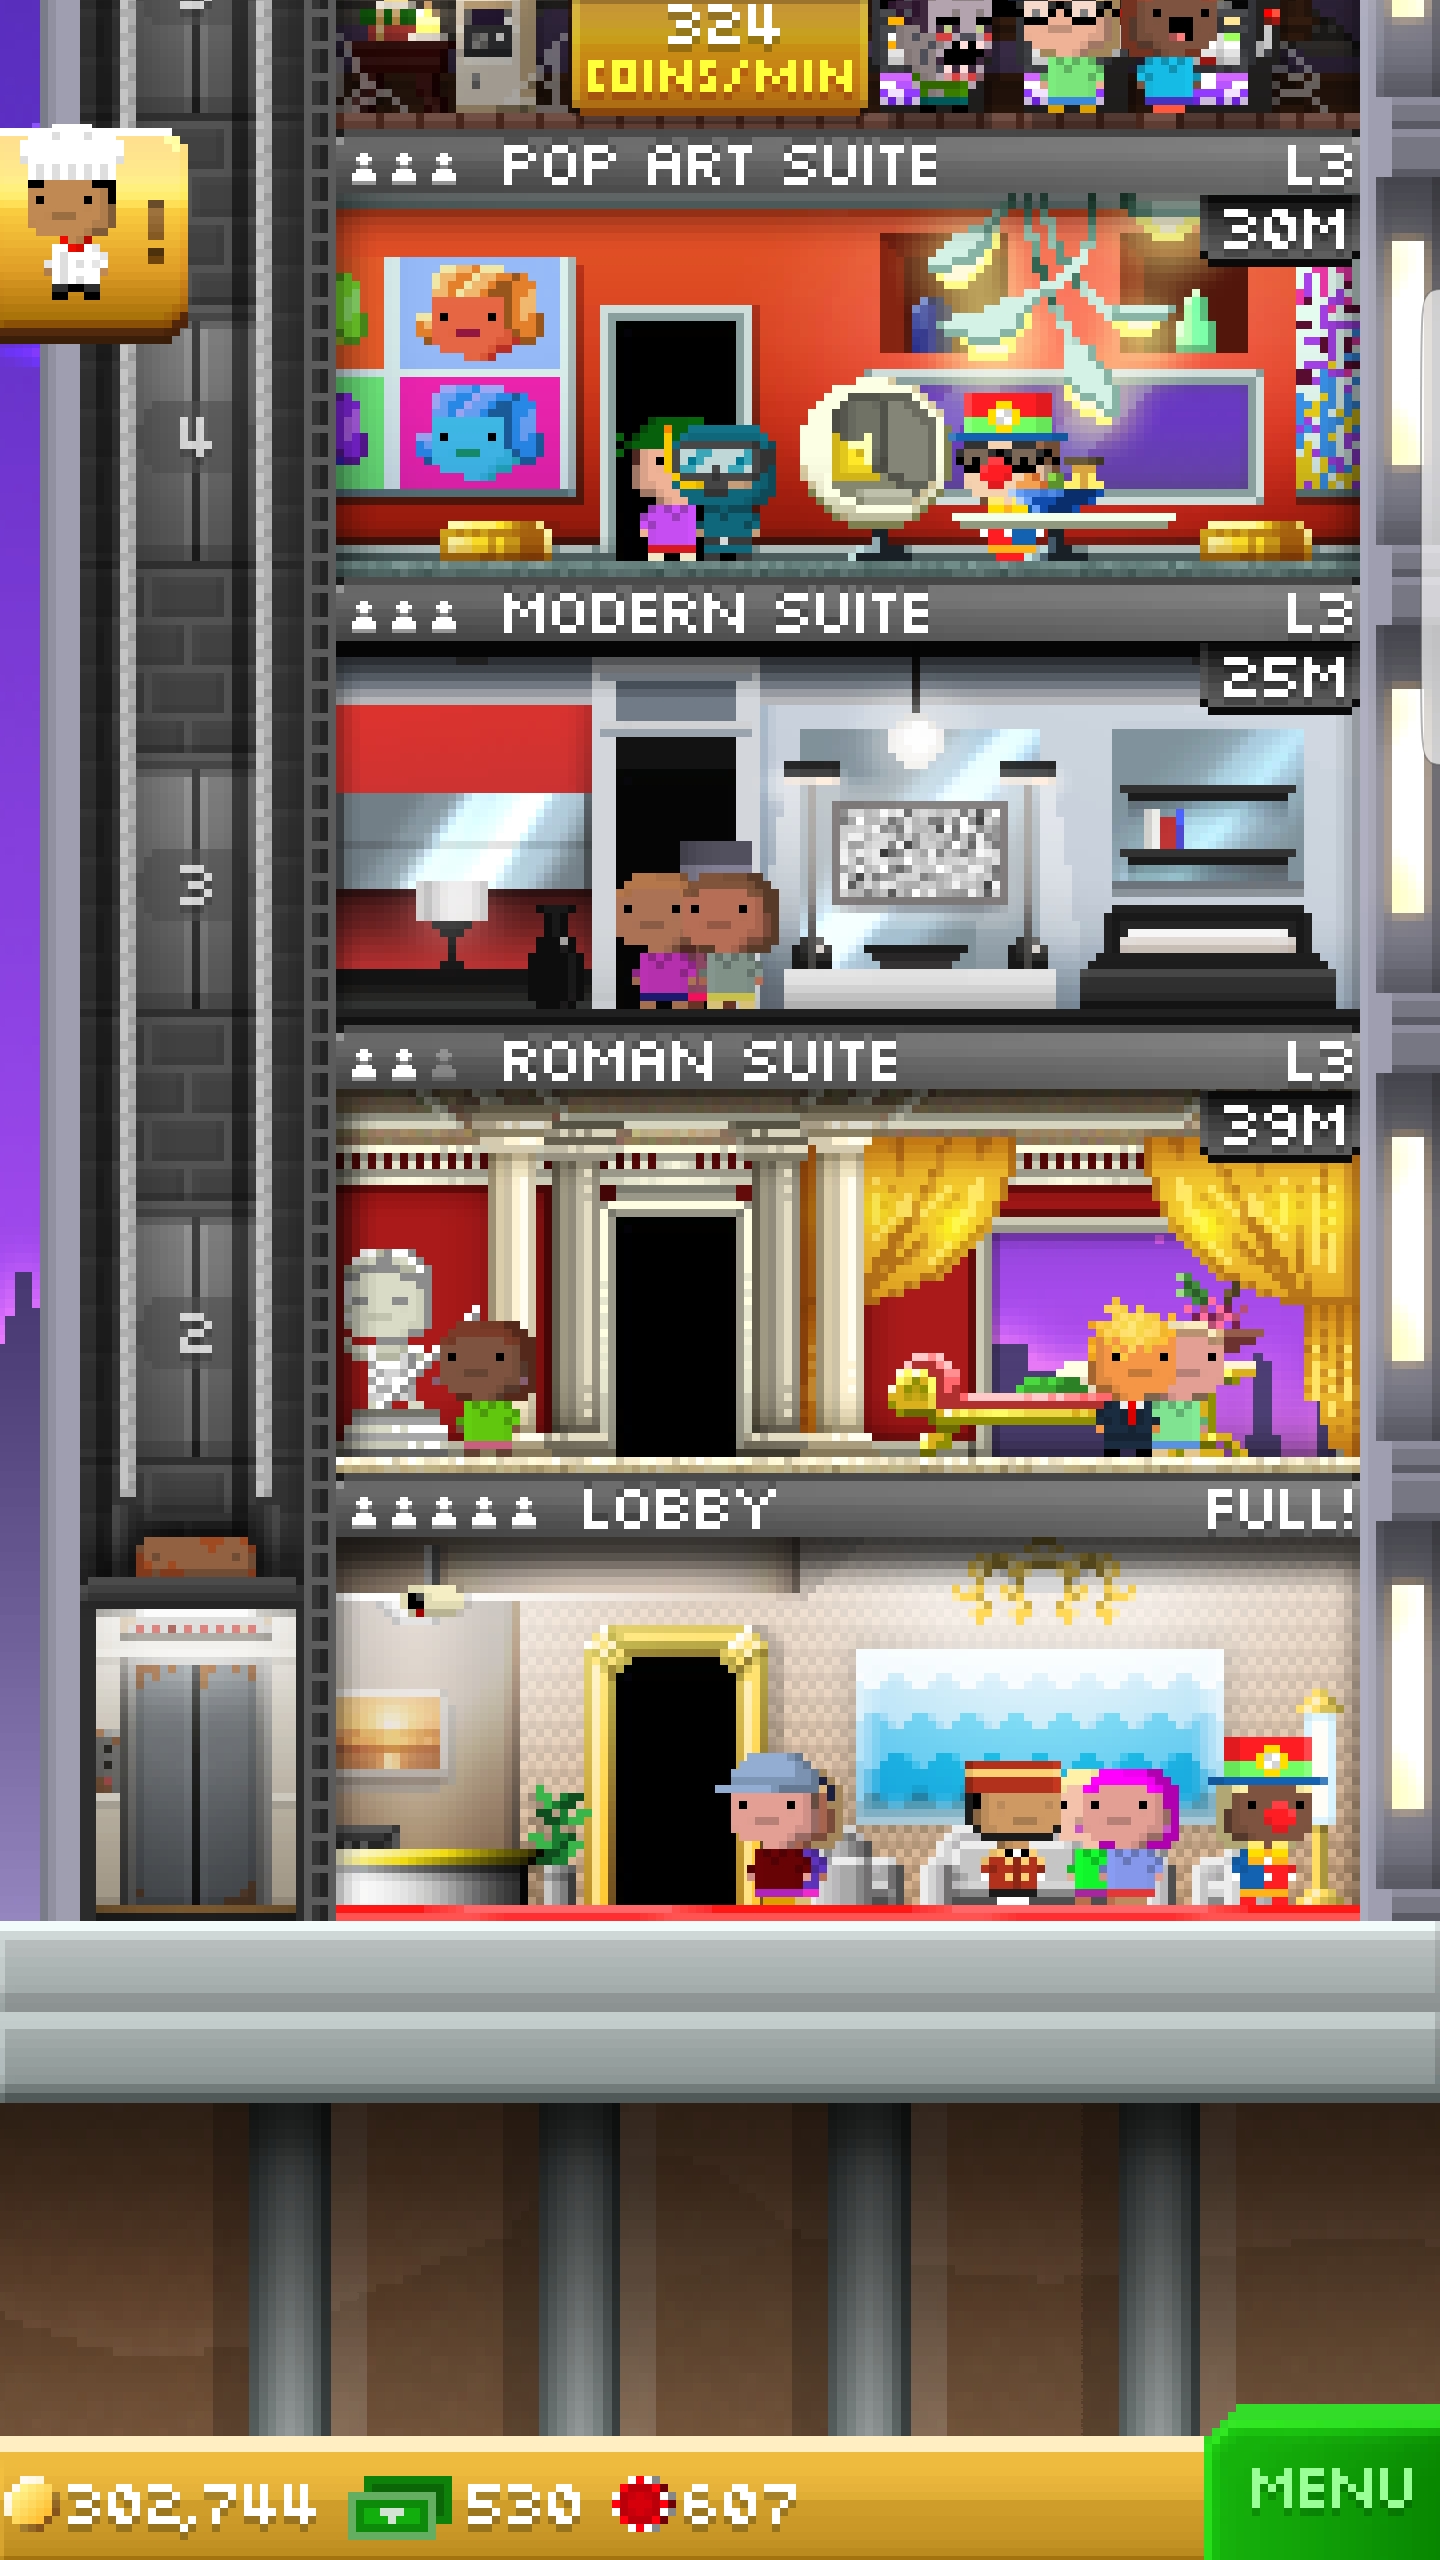 324
COINS/MIN
POP ART SUITE L3
30M
!
4
MODERN SUITE L3
25M
3
ROMAN SUITE L3
39M
2
LOBBY FULL!
302,744 530 607
MENU